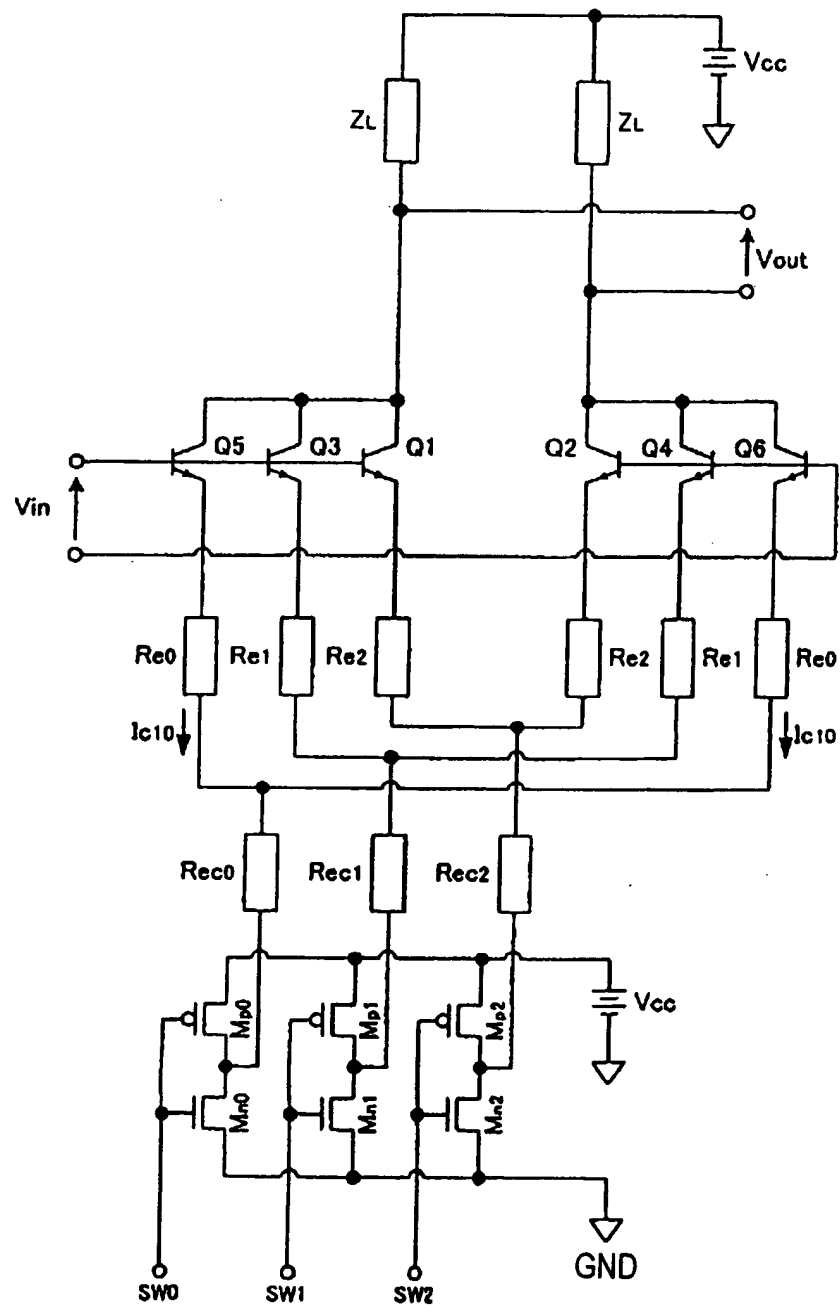 Vcc
ZL
ZL
Vout
Q5
Q3
Q1
Q2
Q4
Q6
Vin
Re0
Re1
Re2
Re2
Re1
Re0
Ic10
Ic10
Rec0
Rec1
Rec2
Mp0
Mp1
Mp2
Vcc
Mn0
Mn1
Mn2
GND
SW0
SW1
SW2